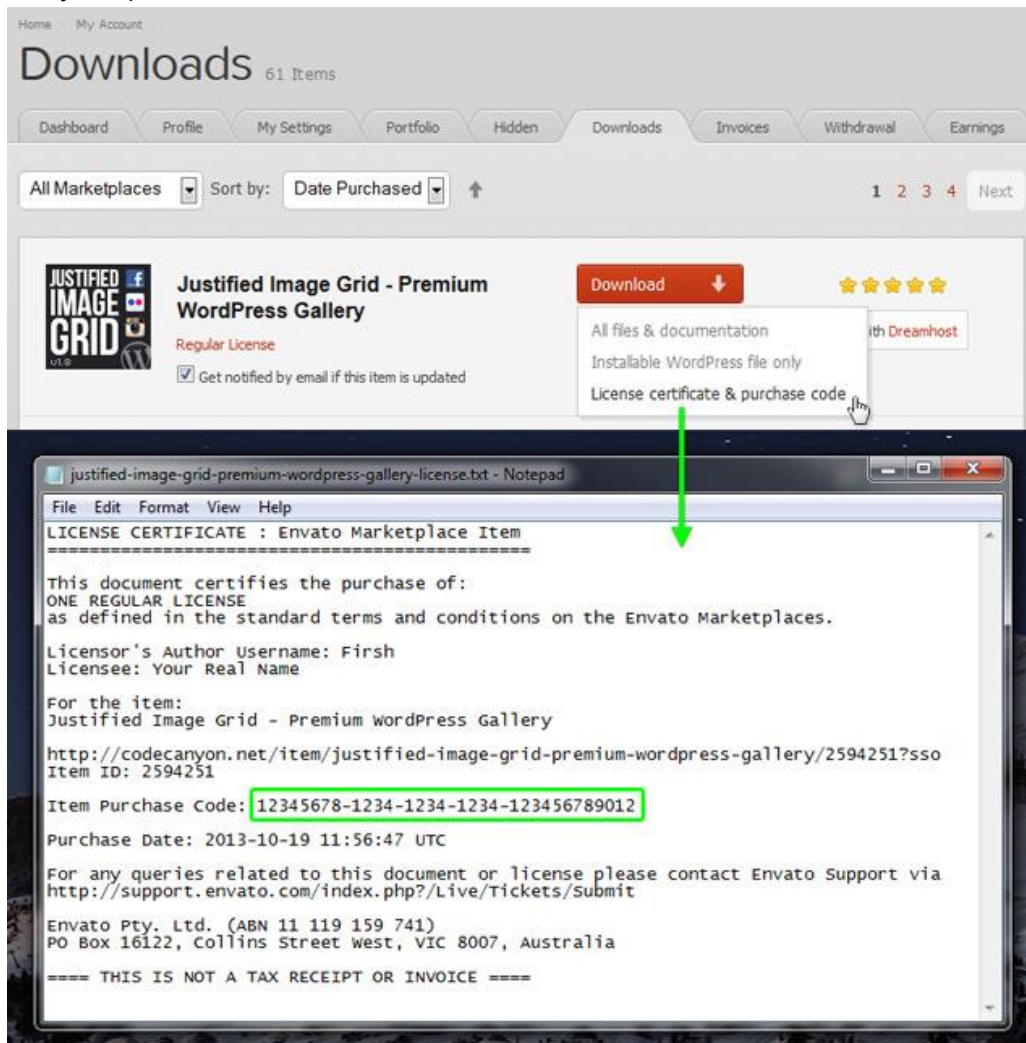 Home My Account
Downloads 61 Items
Dashboard Profile My Settings Portfolio Hidden Downloads Invoices Withdrawal Earnings
All Marketplaces Sort by: Date Purchased 1 2 3 4 Next
JUSTIFIED
IMAGE
GRID
v1.8
Justified Image Grid - Premium
WordPress Gallery
Regular License
Get notified by email if this item is updated
Download
All files & documentation
Installable WordPress file only
License certificate & purchase code
ith Dreamhost
justified-image-grid-premium-wordpress-gallery-license.txt - Notepad
File Edit Format View Help
LICENSE CERTIFICATE : Envato Marketplace Item
==============================================
This document certifies the purchase of:
ONE REGULAR LICENSE
as defined in the standard terms and conditions on the Envato Marketplaces.
Licensor's Author Username: Firsh
Licensee: Your Real Name
For the item:
Justified Image Grid - Premium WordPress Gallery
http://codecanyon.net/item/justified-image-grid-premium-wordpress-gallery/2594251?sso
Item ID: 2594251
Item Purchase Code: 12345678-1234-1234-1234-123456789012
Purchase Date: 2013-10-19 11:56:47 UTC
For any queries related to this document or license please contact Envato Support via
http://support.envato.com/index.php?/Live/Tickets/Submit
Envato Pty. Ltd. (ABN 11 119 159 741)
PO Box 16122, Collins Street West, VIC 8007, Australia
==== THIS IS NOT A TAX RECEIPT OR INVOICE ====